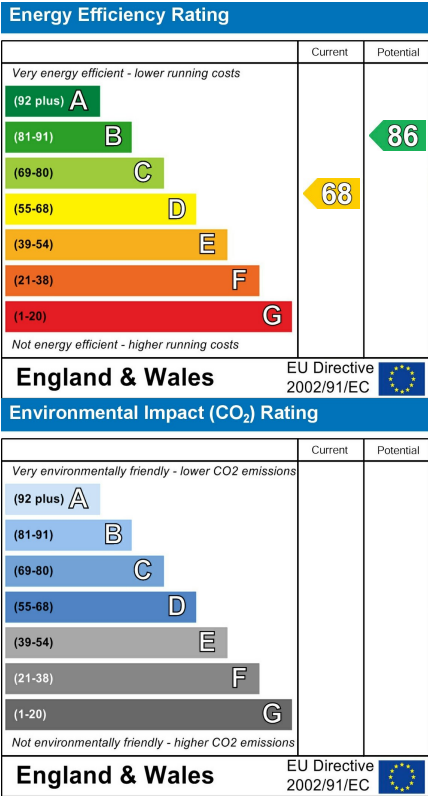 Energy Efficiency Rating
Current Potential
Very energy efficient - lower running costs
(92 plus) A
(81-91) B
86
(69-80) C
68
(55-68) D
(39-54) E
(21-38) F
(1-20) G
Not energy efficient - higher running costs
England & Wales
EU Directive
2002/91/EC
Environmental Impact (CO₂) Rating
Current Potential
Very environmentally friendly - lower CO2 emissions
(92 plus) A
(81-91) B
(69-80) C
(55-68) D
(39-54) E
(21-38) F
(1-20) G
Not environmentally friendly - higher CO2 emissions
England & Wales
EU Directive
2002/91/EC